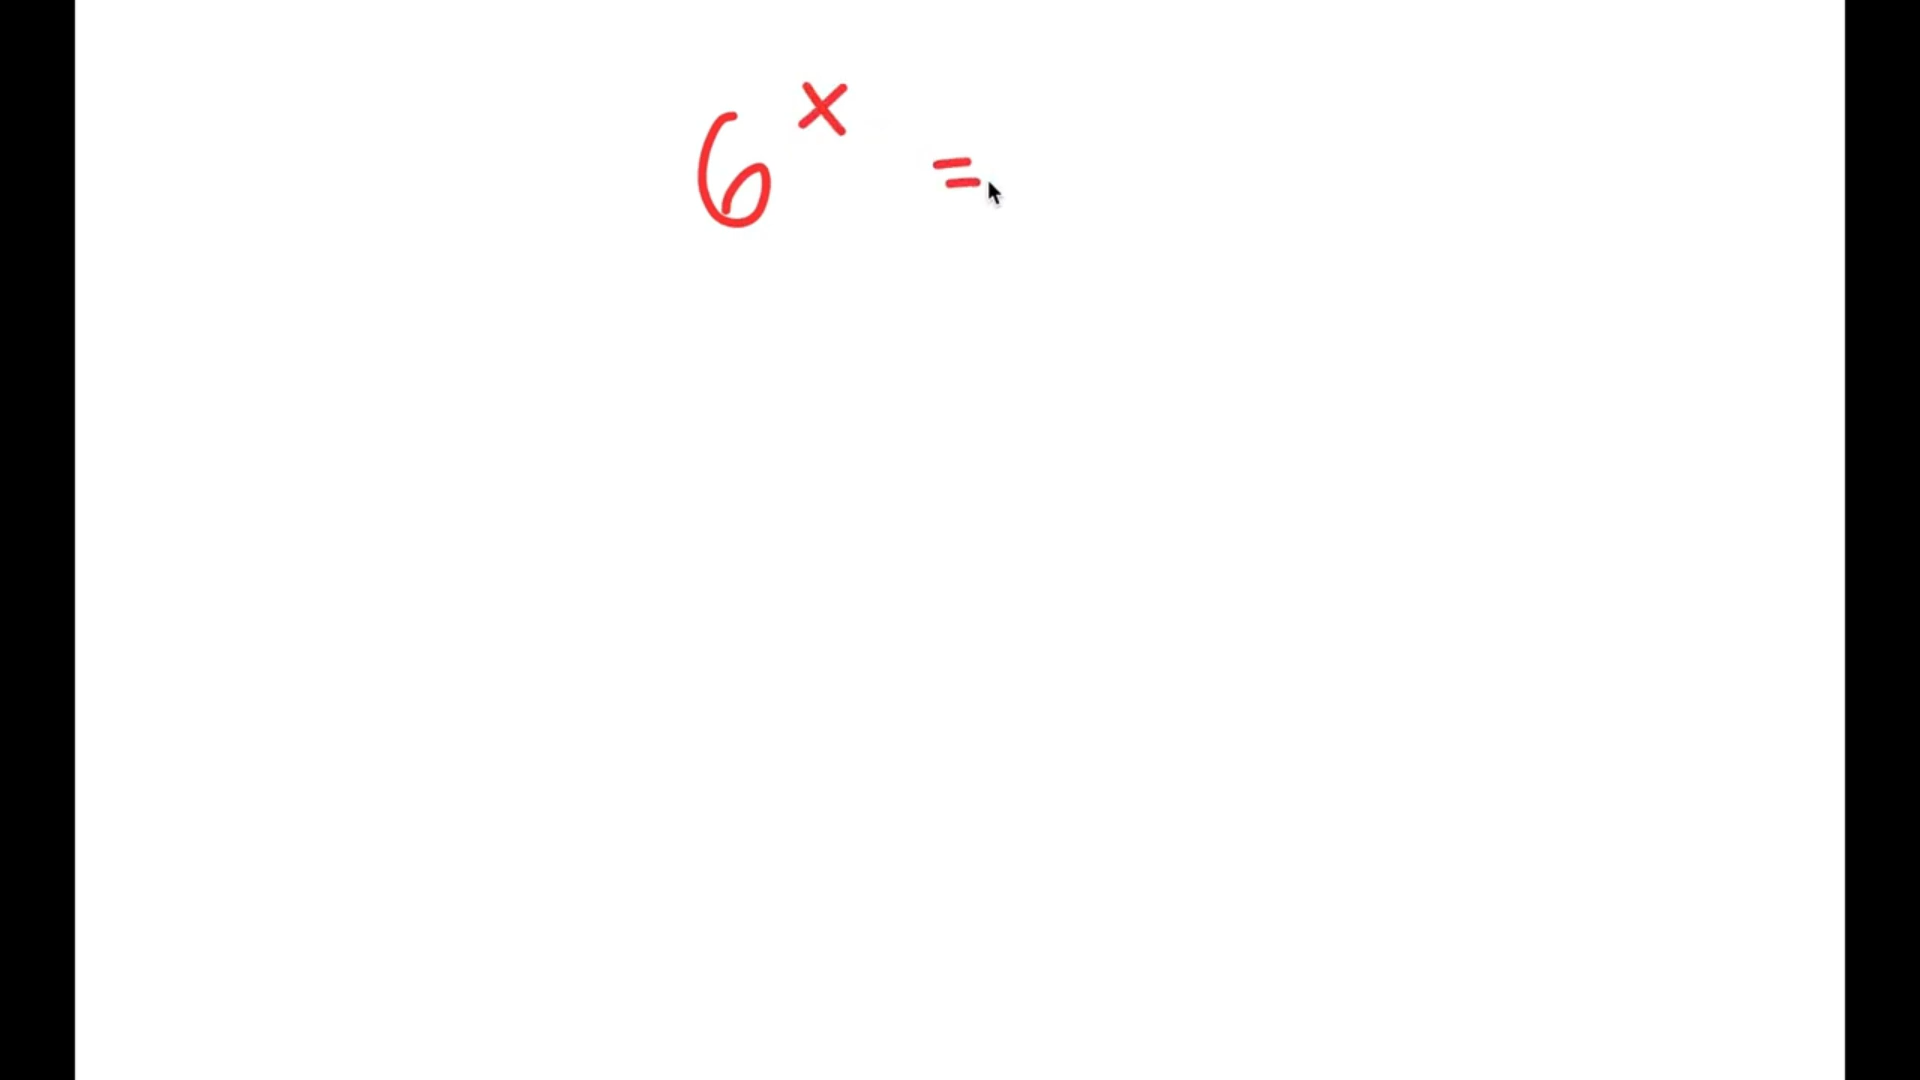 6^x =